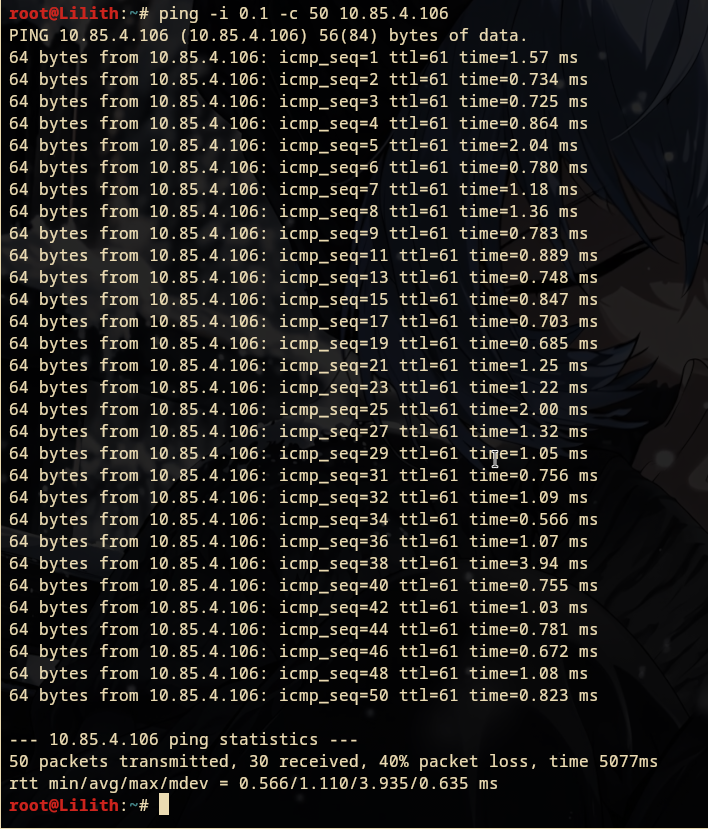 root@Lilith:~# ping -i 0.1 -c 50 10.85.4.106
PING 10.85.4.106 (10.85.4.106) 56(84) bytes of data.
64 bytes from 10.85.4.106: icmp_seq=1 ttl=61 time=1.57 ms
64 bytes from 10.85.4.106: icmp_seq=2 ttl=61 time=0.734 ms
64 bytes from 10.85.4.106: icmp_seq=3 ttl=61 time=0.725 ms
64 bytes from 10.85.4.106: icmp_seq=4 ttl=61 time=0.864 ms
64 bytes from 10.85.4.106: icmp_seq=5 ttl=61 time=2.04 ms
64 bytes from 10.85.4.106: icmp_seq=6 ttl=61 time=0.780 ms
64 bytes from 10.85.4.106: icmp_seq=7 ttl=61 time=1.18 ms
64 bytes from 10.85.4.106: icmp_seq=8 ttl=61 time=1.36 ms
64 bytes from 10.85.4.106: icmp_seq=9 ttl=61 time=0.783 ms
64 bytes from 10.85.4.106: icmp_seq=11 ttl=61 time=0.889 ms
64 bytes from 10.85.4.106: icmp_seq=13 ttl=61 time=0.748 ms
64 bytes from 10.85.4.106: icmp_seq=15 ttl=61 time=0.847 ms
64 bytes from 10.85.4.106: icmp_seq=17 ttl=61 time=0.703 ms
64 bytes from 10.85.4.106: icmp_seq=19 ttl=61 time=0.685 ms
64 bytes from 10.85.4.106: icmp_seq=21 ttl=61 time=1.25 ms
64 bytes from 10.85.4.106: icmp_seq=23 ttl=61 time=1.22 ms
64 bytes from 10.85.4.106: icmp_seq=25 ttl=61 time=2.00 ms
64 bytes from 10.85.4.106: icmp_seq=27 ttl=61 time=1.32 ms
64 bytes from 10.85.4.106: icmp_seq=29 ttl=61 time=1.05 ms
64 bytes from 10.85.4.106: icmp_seq=31 ttl=61 time=0.756 ms
64 bytes from 10.85.4.106: icmp_seq=32 ttl=61 time=1.09 ms
64 bytes from 10.85.4.106: icmp_seq=34 ttl=61 time=0.566 ms
64 bytes from 10.85.4.106: icmp_seq=36 ttl=61 time=1.07 ms
64 bytes from 10.85.4.106: icmp_seq=38 ttl=61 time=3.94 ms
64 bytes from 10.85.4.106: icmp_seq=40 ttl=61 time=0.755 ms
64 bytes from 10.85.4.106: icmp_seq=42 ttl=61 time=1.03 ms
64 bytes from 10.85.4.106: icmp_seq=44 ttl=61 time=0.781 ms
64 bytes from 10.85.4.106: icmp_seq=46 ttl=61 time=0.672 ms
64 bytes from 10.85.4.106: icmp_seq=48 ttl=61 time=1.08 ms
64 bytes from 10.85.4.106: icmp_seq=50 ttl=61 time=0.823 ms
--- 10.85.4.106 ping statistics ---
50 packets transmitted, 30 received, 40% packet loss, time 5077ms
rtt min/avg/max/mdev = 0.566/1.110/3.935/0.635 ms
root@Lilith:~#